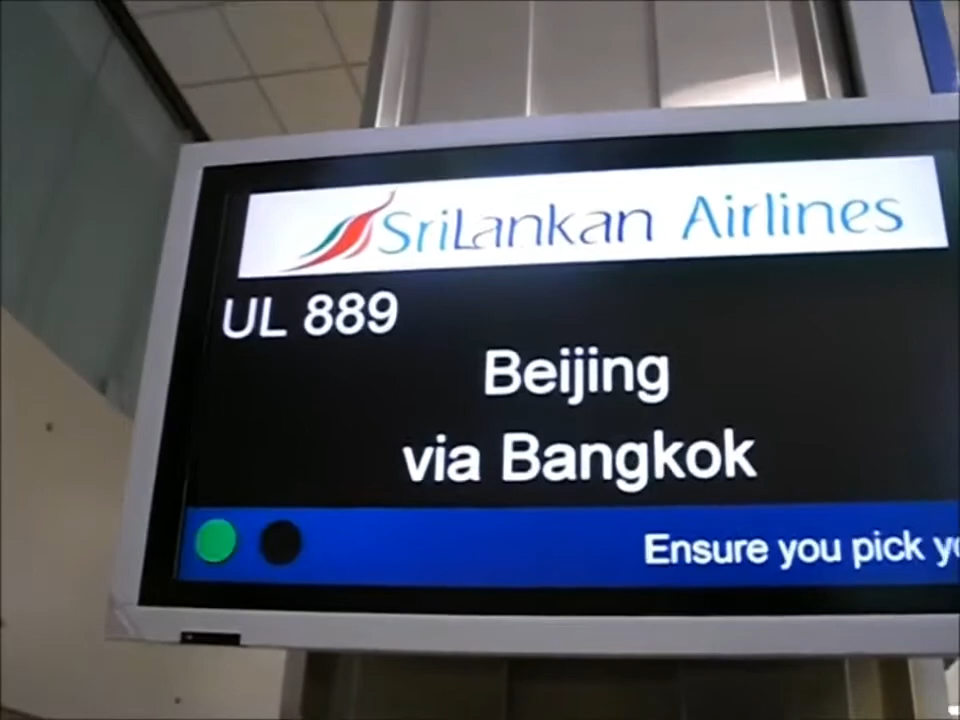 SriLankan Airlines
UL 889
Beijing
via Bangkok
Ensure you pick